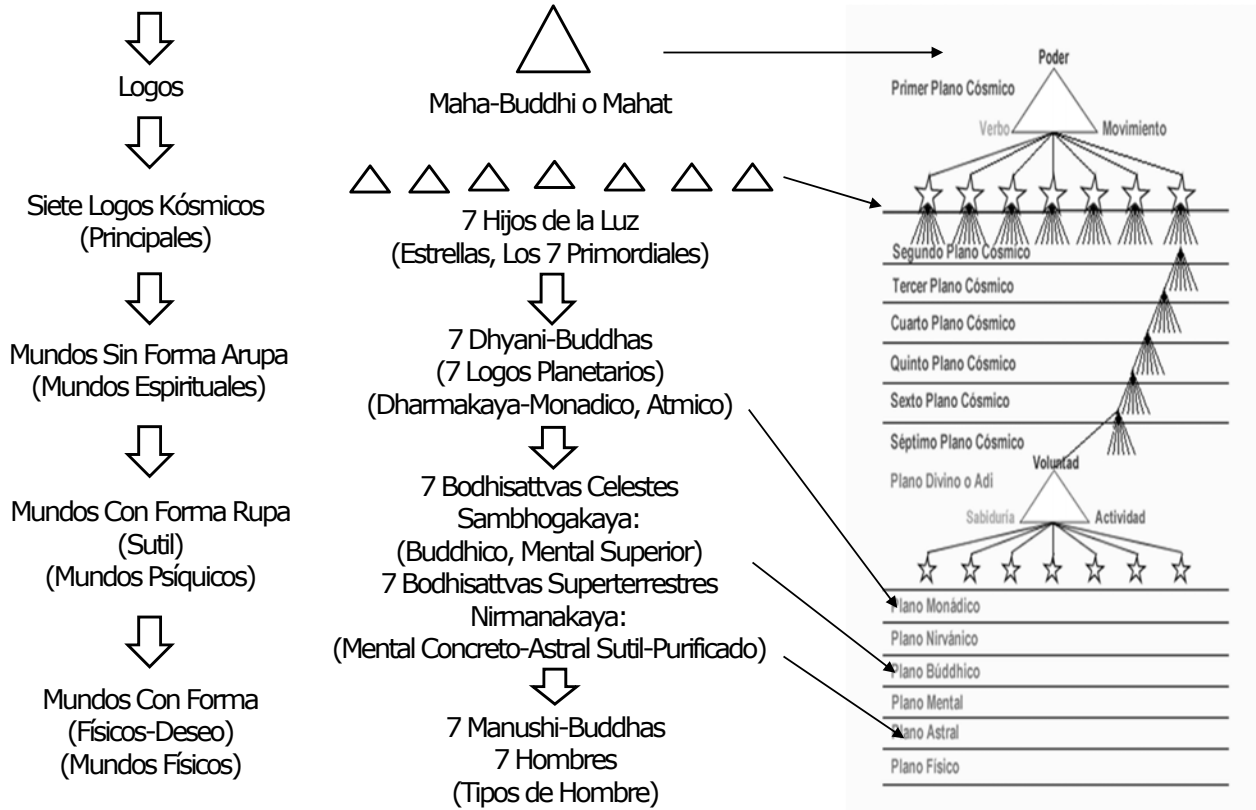 Logos
Siete Logos Kósmicos
(Principales)
Mundos Sin Forma Arupa
(Mundos Espirituales)
Mundos Con Forma Rupa
(Sutil)
(Mundos Psíquicos)
Mundos Con Forma
(Físicos-Deseo)
(Mundos Físicos)
Maha-Buddhi o Mahat
7 Hijos de la Luz
(Estrellas, Los 7 Primordiales)
7 Dhyani-Buddhas
(7 Logos Planetarios)
(Dharmakaya-Monadico, Atmico)
7 Bodhisattvas Celestes
Sambhogakaya:
(Buddhico, Mental Superior)
7 Bodhisattvas Superterrestres
Nirmanakaya:
(Mental Concreto-Astral Sutil-Purificado)
7 Manushi-Buddhas
7 Hombres
(Tipos de Hombre)
Poder
Primer Plano Cósmico
Verbo Movimiento
Segundo Plano Cósmico
Tercer Plano Cósmico
Cuarto Plano Cósmico
Quinto Plano Cósmico
Sexto Plano Cósmico
Séptimo Plano Cósmico
Voluntad
Plano Divino o Adi
Sabiduría Actividad
Plano Monádico
Plano Nirvánico
Plano Búddhico
Plano Mental
Plano Astral
Plano Físico